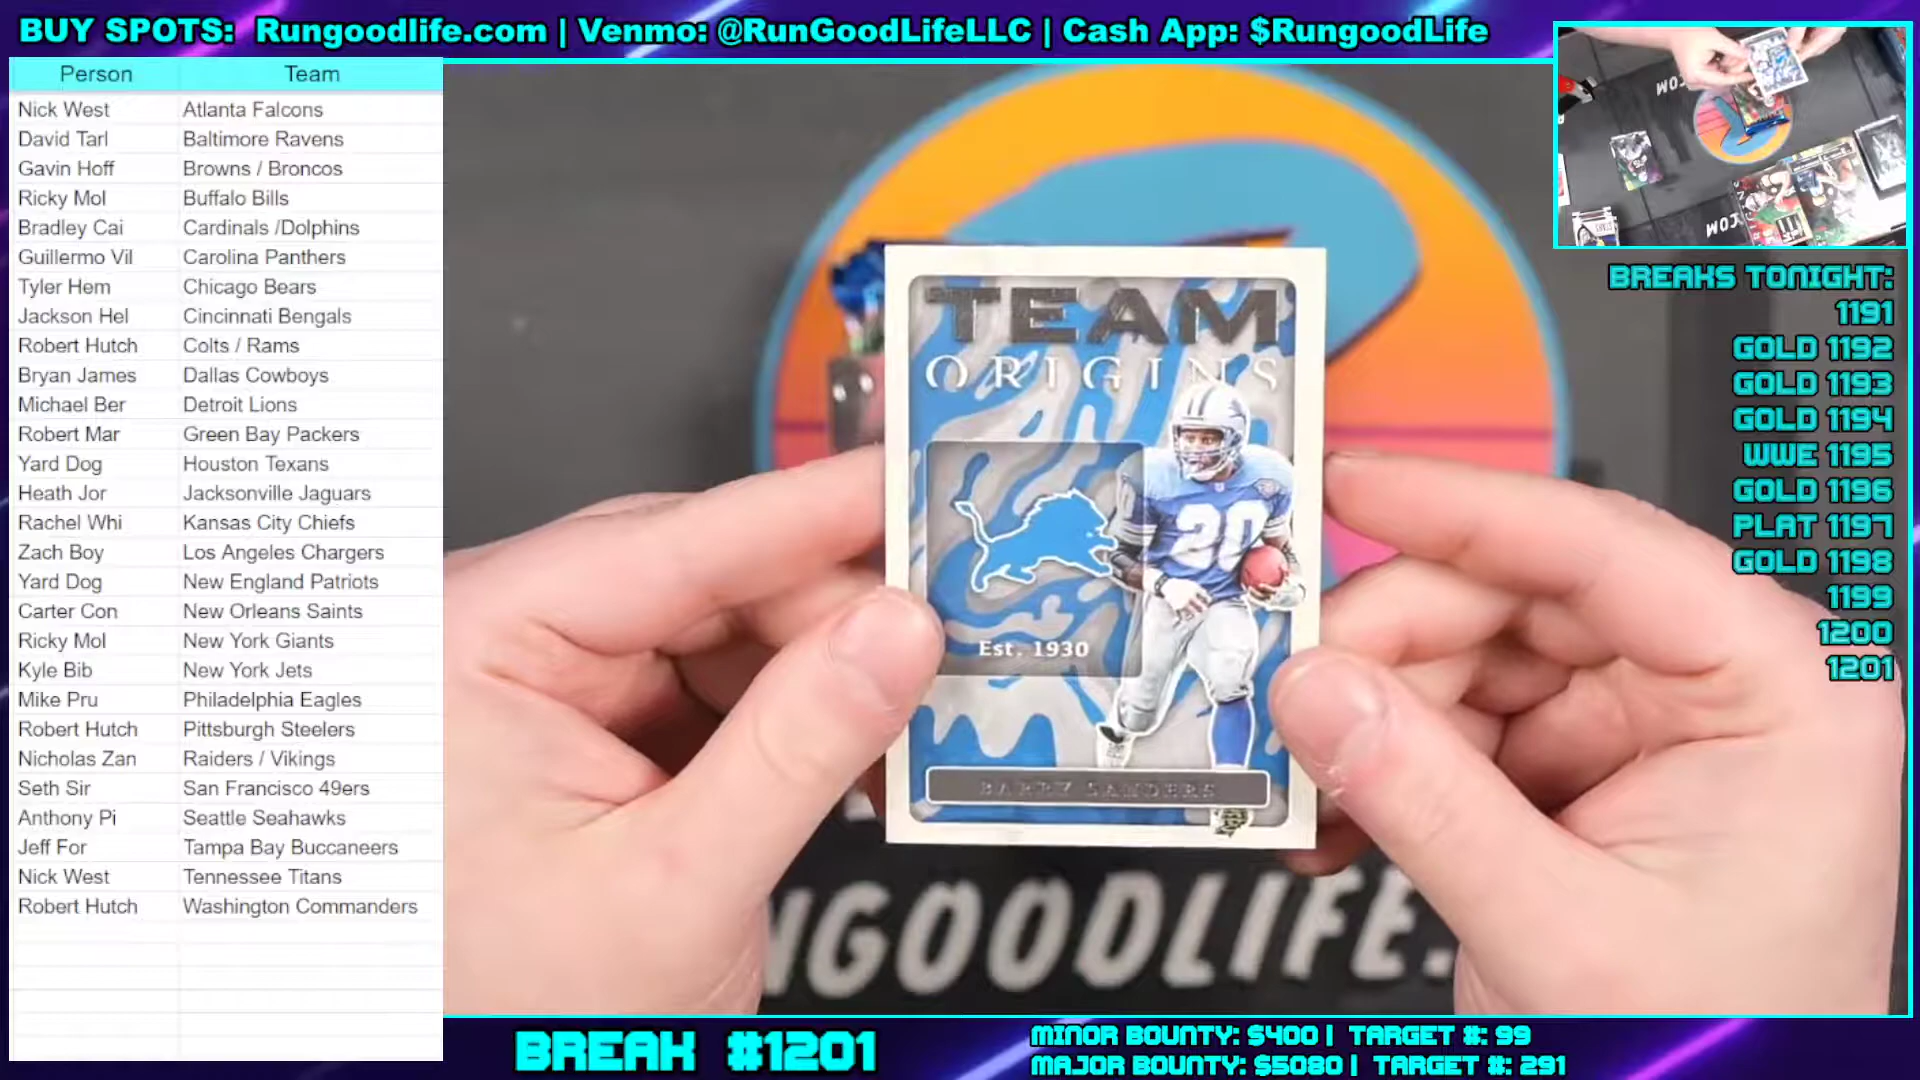 BUY SPOTS: Rungoodlife.com | Venmo: @RunGoodLifeLLC | Cash App: $RungoodLife
Person Team
Nick West Atlanta Falcons
David Tarl Baltimore Ravens
Gavin Hoff Browns / Broncos
Ricky Mol Buffalo Bills
Bradley Cai Cardinals /Dolphins
Guillermo Vil Carolina Panthers
Tyler Hem Chicago Bears
Jackson Hel Cincinnati Bengals
Robert Hutch Colts / Rams
Bryan James Dallas Cowboys
Michael Ber Detroit Lions
Robert Mar Green Bay Packers
Yard Dog Houston Texans
Heath Jor Jacksonville Jaguars
Rachel Whi Kansas City Chiefs
Zach Boy Los Angeles Chargers
Yard Dog New England Patriots
Carter Con New Orleans Saints
Ricky Mol New York Giants
Kyle Bib New York Jets
Mike Pru Philadelphia Eagles
Robert Hutch Pittsburgh Steelers
Nicholas Zan Raiders / Vikings
Seth Sir San Francisco 49ers
Anthony Pi Seattle Seahawks
Jeff For Tampa Bay Buccaneers
Nick West Tennessee Titans
Robert Hutch Washington Commanders
TEAM
ORIGINS
20
Est. 1930
BARRY SANDERS
NGOODLIFE.
.COM
.COM
BREAKS TONIGHT:
1191
GOLD 1192
GOLD 1193
GOLD 1194
WWE 1195
GOLD 1196
PLAT 1197
GOLD 1198
1199
1200
1201
BREAK #1201
MINOR BOUNTY: $400 | TARGET #: 99
MAJOR BOUNTY: $5080 | TARGET #: 291